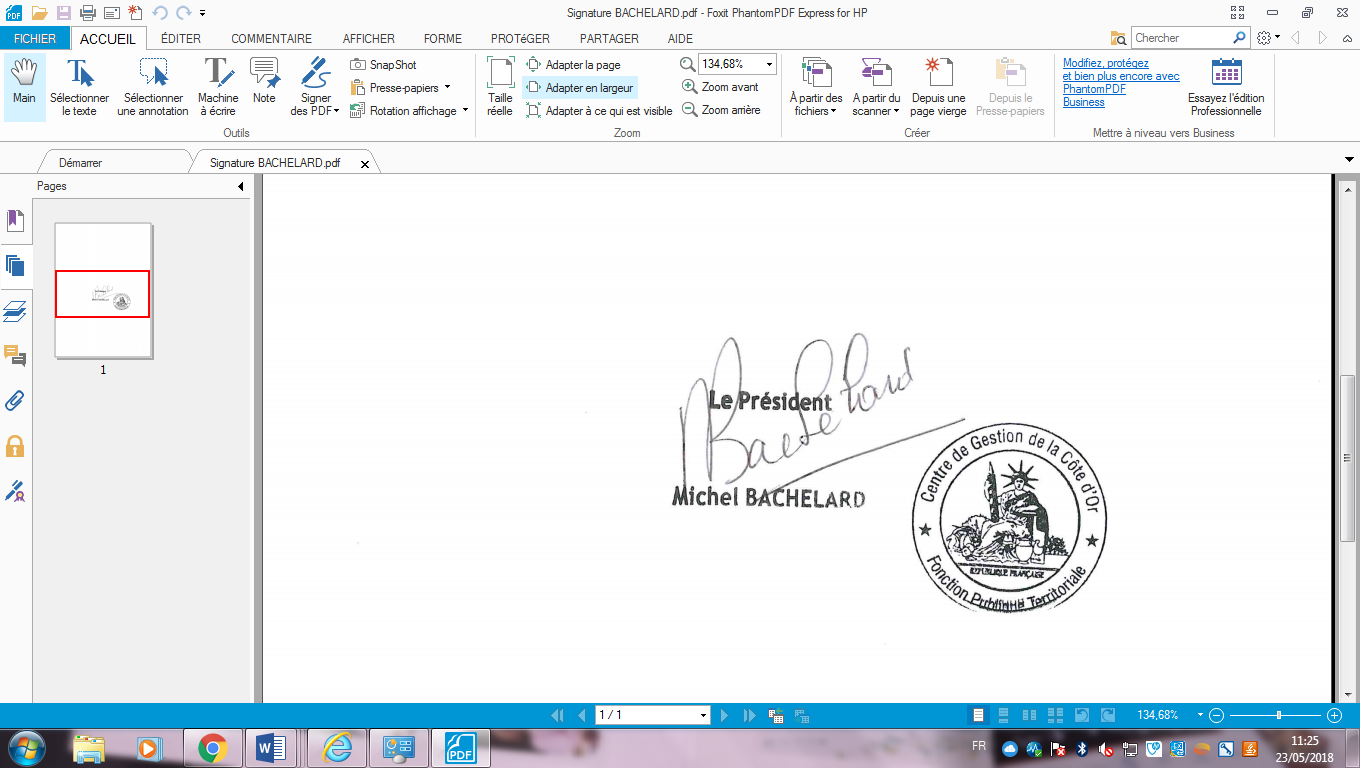 Signature BACHELARD.pdf - Foxit PhantomPDF Express for HP
FICHIER ACCUEIL ÉDITER COMMENTAIRE AFFICHER FORME PROTéGER PARTAGER AIDE Chercher
Main
Sélectionner le texte
Sélectionner une annotation
Machine à écrire
Note
Signer des PDF
SnapShot
Presse-papiers
Rotation affichage
Outils
Taille réelle
Adapter la page
Adapter en largeur
Adapter à ce qui est visible
134,68%
Zoom avant
Zoom arrière
Zoom
À partir des fichiers
A partir du scanner
Depuis une page vierge
Depuis le Presse-papiers
Créer
Modifiez, protégez
et bien plus encore avec
PhantomPDF
Business
Essayez l'édition
Professionnelle
Mettre à niveau vers Business
Démarrer
Signature BACHELARD.pdf
Pages
1
Le Président
Bachelard
Michel BACHELARD
Centre de Gestion de la Côte d'Or
REPUBLIQUE FRANÇAISE
Fonction Publique Territoriale
1 / 1
134,68%
PDF
FR
11:25
23/05/2018